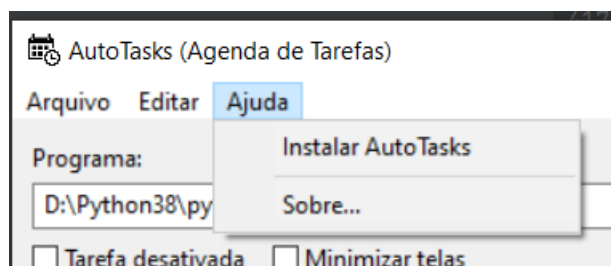 AutoTasks (Agenda de Tarefas)
Arquivo Editar Ajuda
Instalar AutoTasks
Programa:
D:\Python38\py
Sobre...
Tarefa desativada Minimizar telas